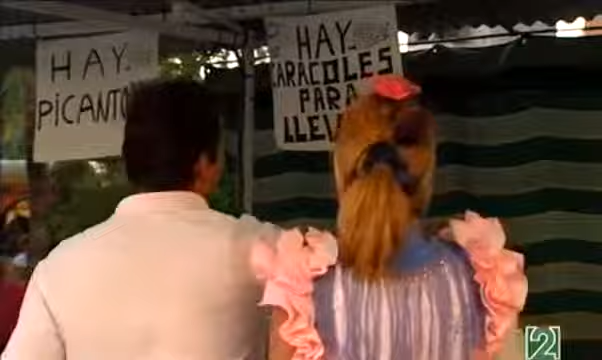 HAY.
PICANTO
HAY.
CARACOLES
PARA
LLEV
[2]